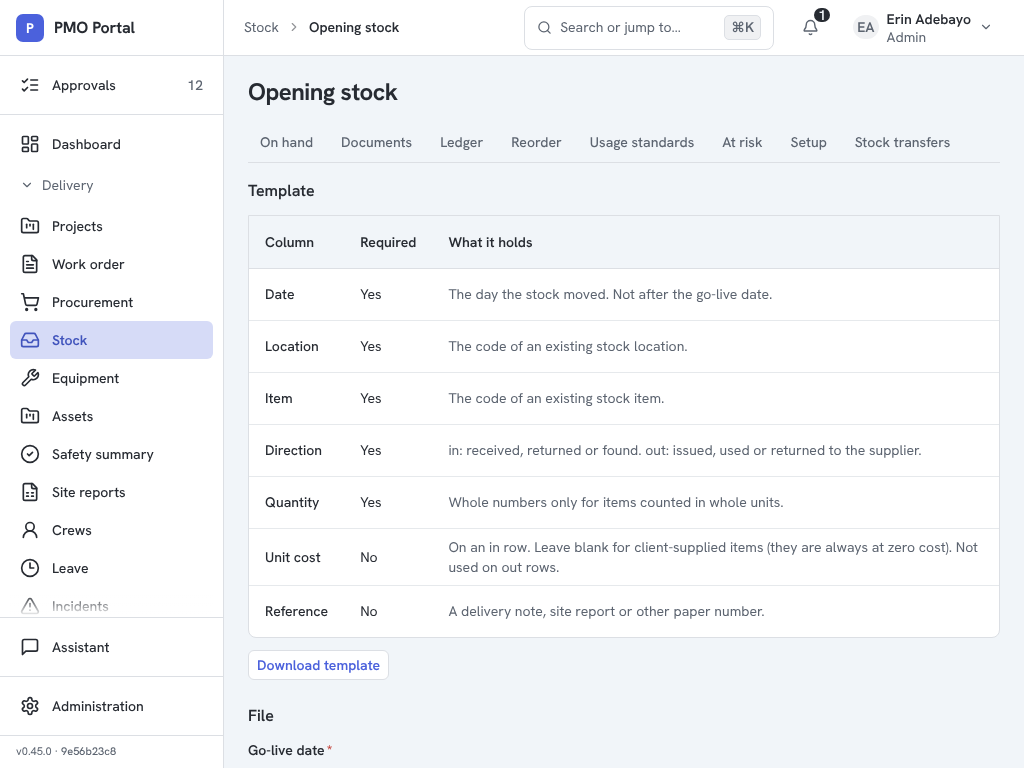 P PMO Portal
Stock > Opening stock
Search or jump to... ⌘K
1
EA Erin Adebayo
Admin
Approvals 12
Dashboard
Delivery
Projects
Work order
Procurement
Stock
Equipment
Assets
Safety summary
Site reports
Crews
Leave
Incidents
Assistant
Administration
v0.45.0 · 9e56b23c8
Opening stock
On hand Documents Ledger Reorder Usage standards At risk Setup Stock transfers
Template
Column Required What it holds
Date Yes The day the stock moved. Not after the go-live date.
Location Yes The code of an existing stock location.
Item Yes The code of an existing stock item.
Direction Yes in: received, returned or found. out: issued, used or returned to the supplier.
Quantity Yes Whole numbers only for items counted in whole units.
Unit cost No On an in row. Leave blank for client-supplied items (they are always at zero cost). Not
used on out rows.
Reference No A delivery note, site report or other paper number.
Download template
File
Go-live date *